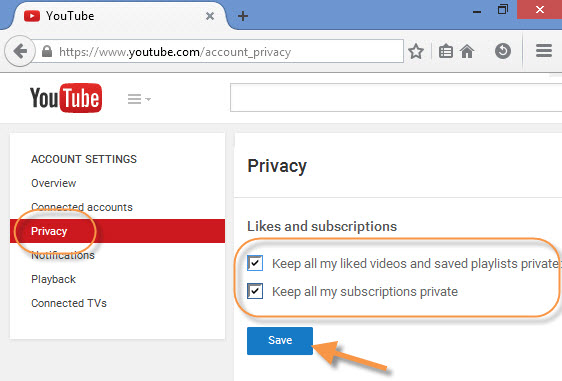 YouTube
https://www.youtube.com/account_privacy
YouTube
ACCOUNT SETTINGS
Overview
Connected accounts
Privacy
Notifications
Playback
Connected TVs
Privacy
Likes and subscriptions
Keep all my liked videos and saved playlists private
Keep all my subscriptions private
Save